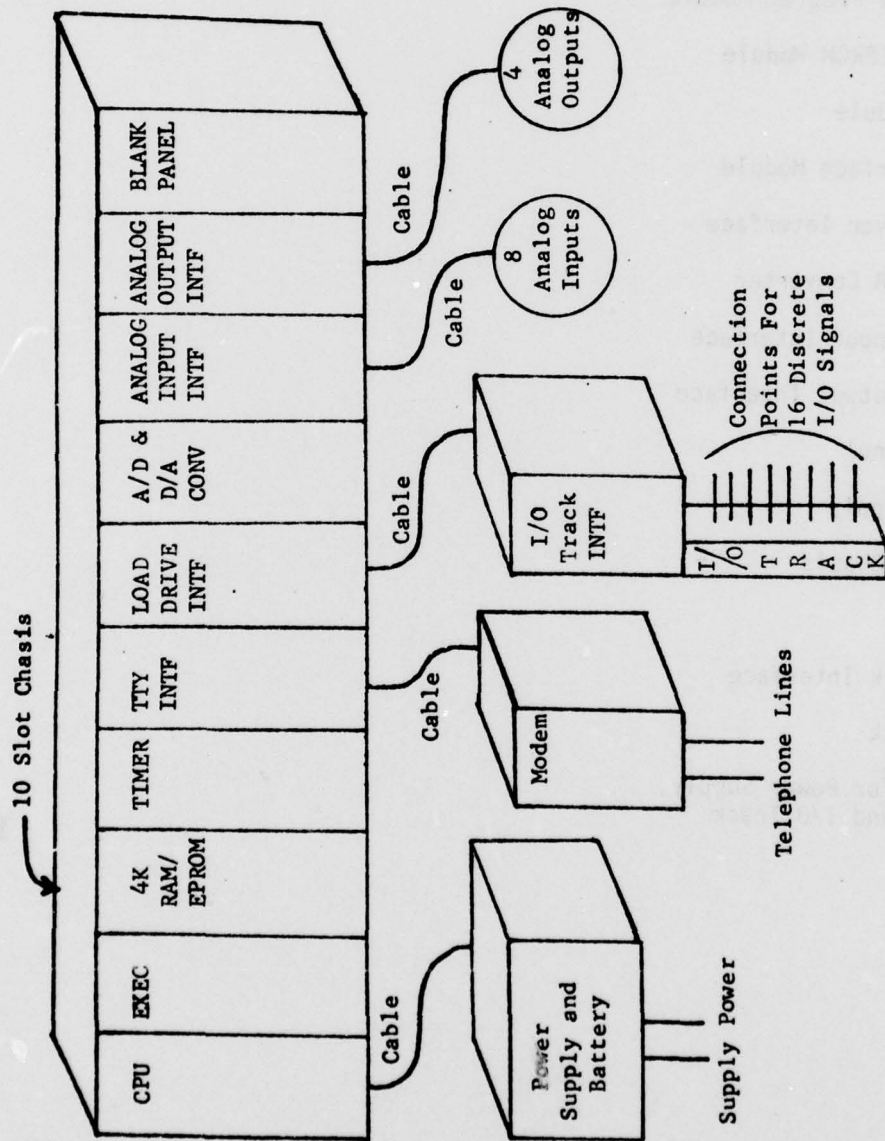 10 Slot Chasis
CPU
EXEC
4K
RAM/
EPROM
TIMER
TTY
INTF
LOAD
DRIVE
INTF
A/D &
D/A
CONV
ANALOG
INPUT
INTF
ANALOG
OUTPUT
INTF
BLANK
PANEL
Cable
Cable
Cable
Cable
Cable
Power
Supply and
Battery
Supply Power
Modem
Telephone Lines
I/O
Track
INTF
I/O
T
R
A
C
K
Connection
Points For
16 Discrete
I/O Signals
8
Analog
Inputs
4
Analog
Outputs